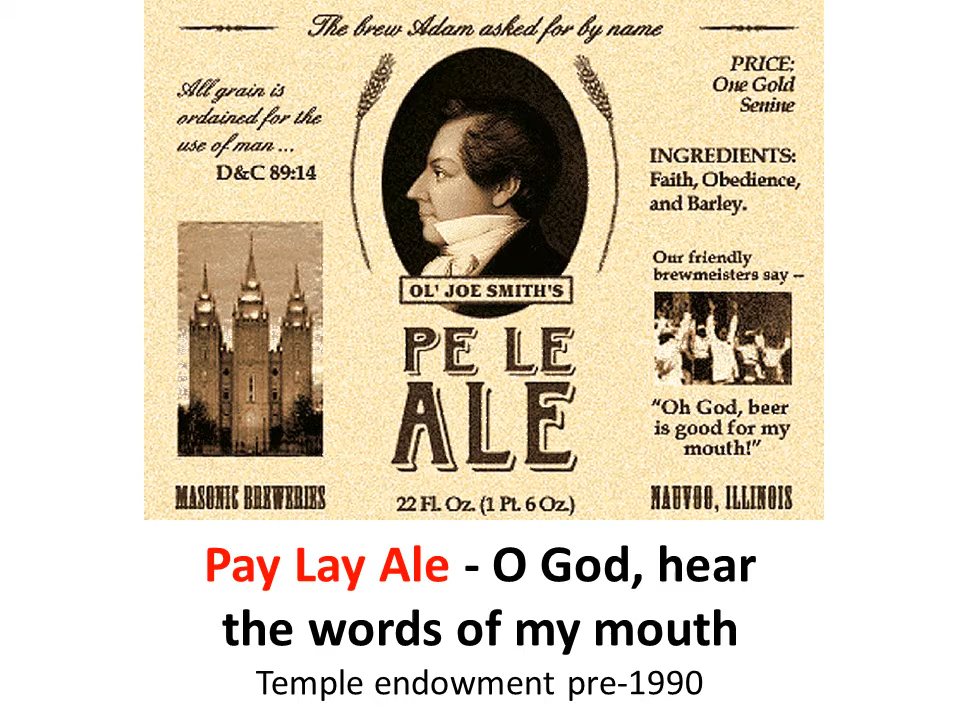 The brew Adam asked for by name
All grain is
ordained for the
use of man ...
D&C 89:14
MASONIC BREWERIES
OL' JOE SMITH'S
PE LE
ALE
22 Fl. Oz. (1 Pt. 6 Oz.)
PRICE:
One Gold
Senine
INGREDIENTS:
Faith, Obedience,
and Barley.
Our friendly
brewmeisters say –
“Oh God, beer
is good for my
mouth!”
NAUVOO, ILLINOIS
Pay Lay Ale - O God, hear
the words of my mouth
Temple endowment pre-1990